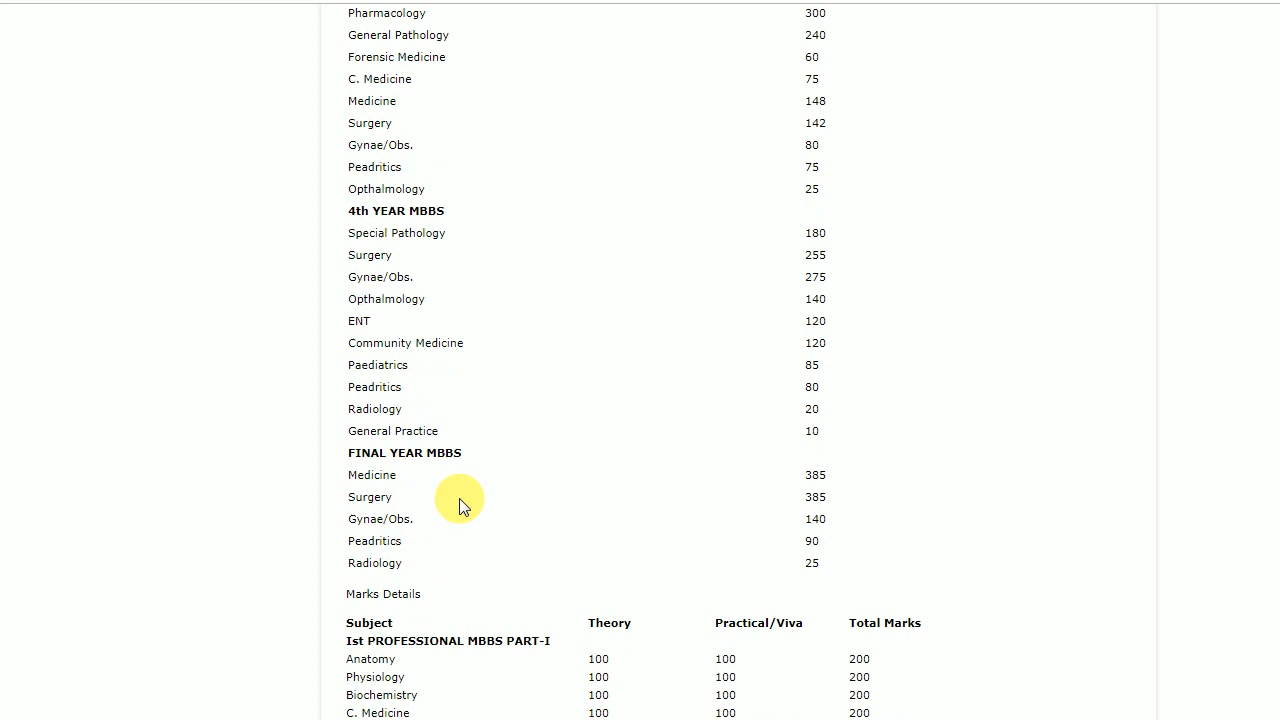 Pharmacology 300
General Pathology 240
Forensic Medicine 60
C. Medicine 75
Medicine 148
Surgery 142
Gynae/Obs. 80
Peadritics 75
Opthalmology 25
4th YEAR MBBS
Special Pathology 180
Surgery 255
Gynae/Obs. 275
Opthalmology 140
ENT 120
Community Medicine 120
Paediatrics 85
Peadritics 80
Radiology 20
General Practice 10
FINAL YEAR MBBS
Medicine 385
Surgery 385
Gynae/Obs. 140
Peadritics 90
Radiology 25
Marks Details
Subject Theory Practical/Viva Total Marks
Ist PROFESSIONAL MBBS PART-I
Anatomy 100 100 200
Physiology 100 100 200
Biochemistry 100 100 200
C. Medicine 100 100 200